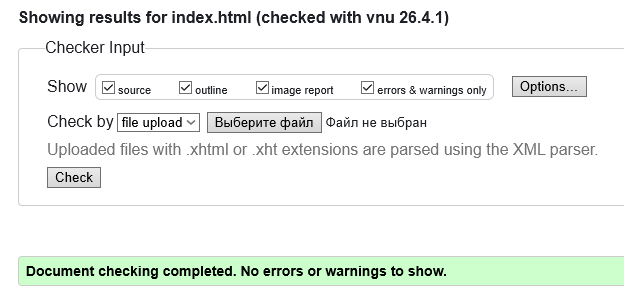 Showing results for index.html (checked with vnu 26.4.1)
Checker Input
Show source outline image report errors & warnings only Options...
Check by file upload Выберите файл Файл не выбран
Uploaded files with .xhtml or .xht extensions are parsed using the XML parser.
Check
Document checking completed. No errors or warnings to show.